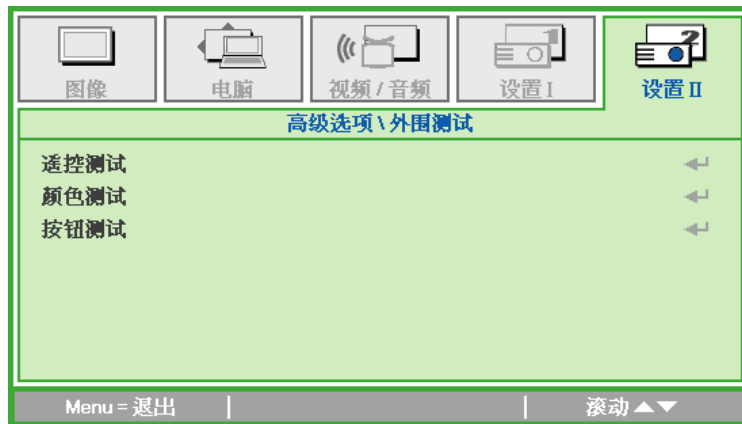 图像 电脑 视频 / 音频 设置 I 设置 II
高级选项 \ 外围测试
遥控测试
颜色测试
按钮测试
Menu = 退出 滚动▲▼